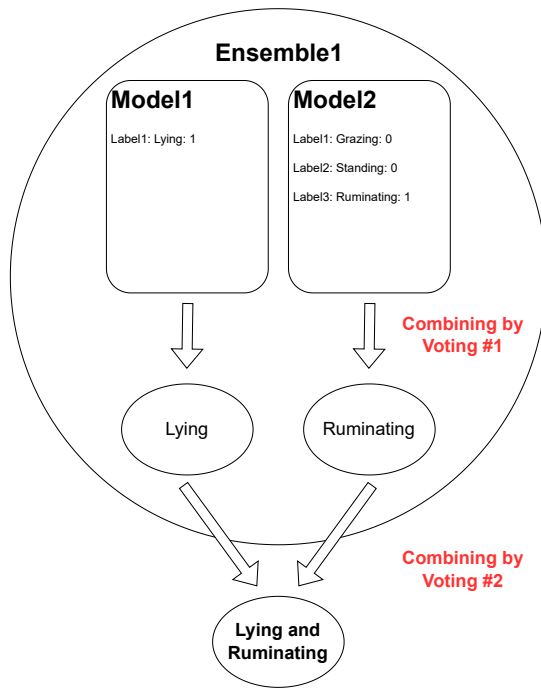 Ensemble1
Model1
Label1: Lying: 1
Model2
Label1: Grazing: 0
Label2: Standing: 0
Label3: Ruminating: 1
Combining by
Voting #1
Lying
Ruminating
Combining by
Voting #2
Lying and
Ruminating